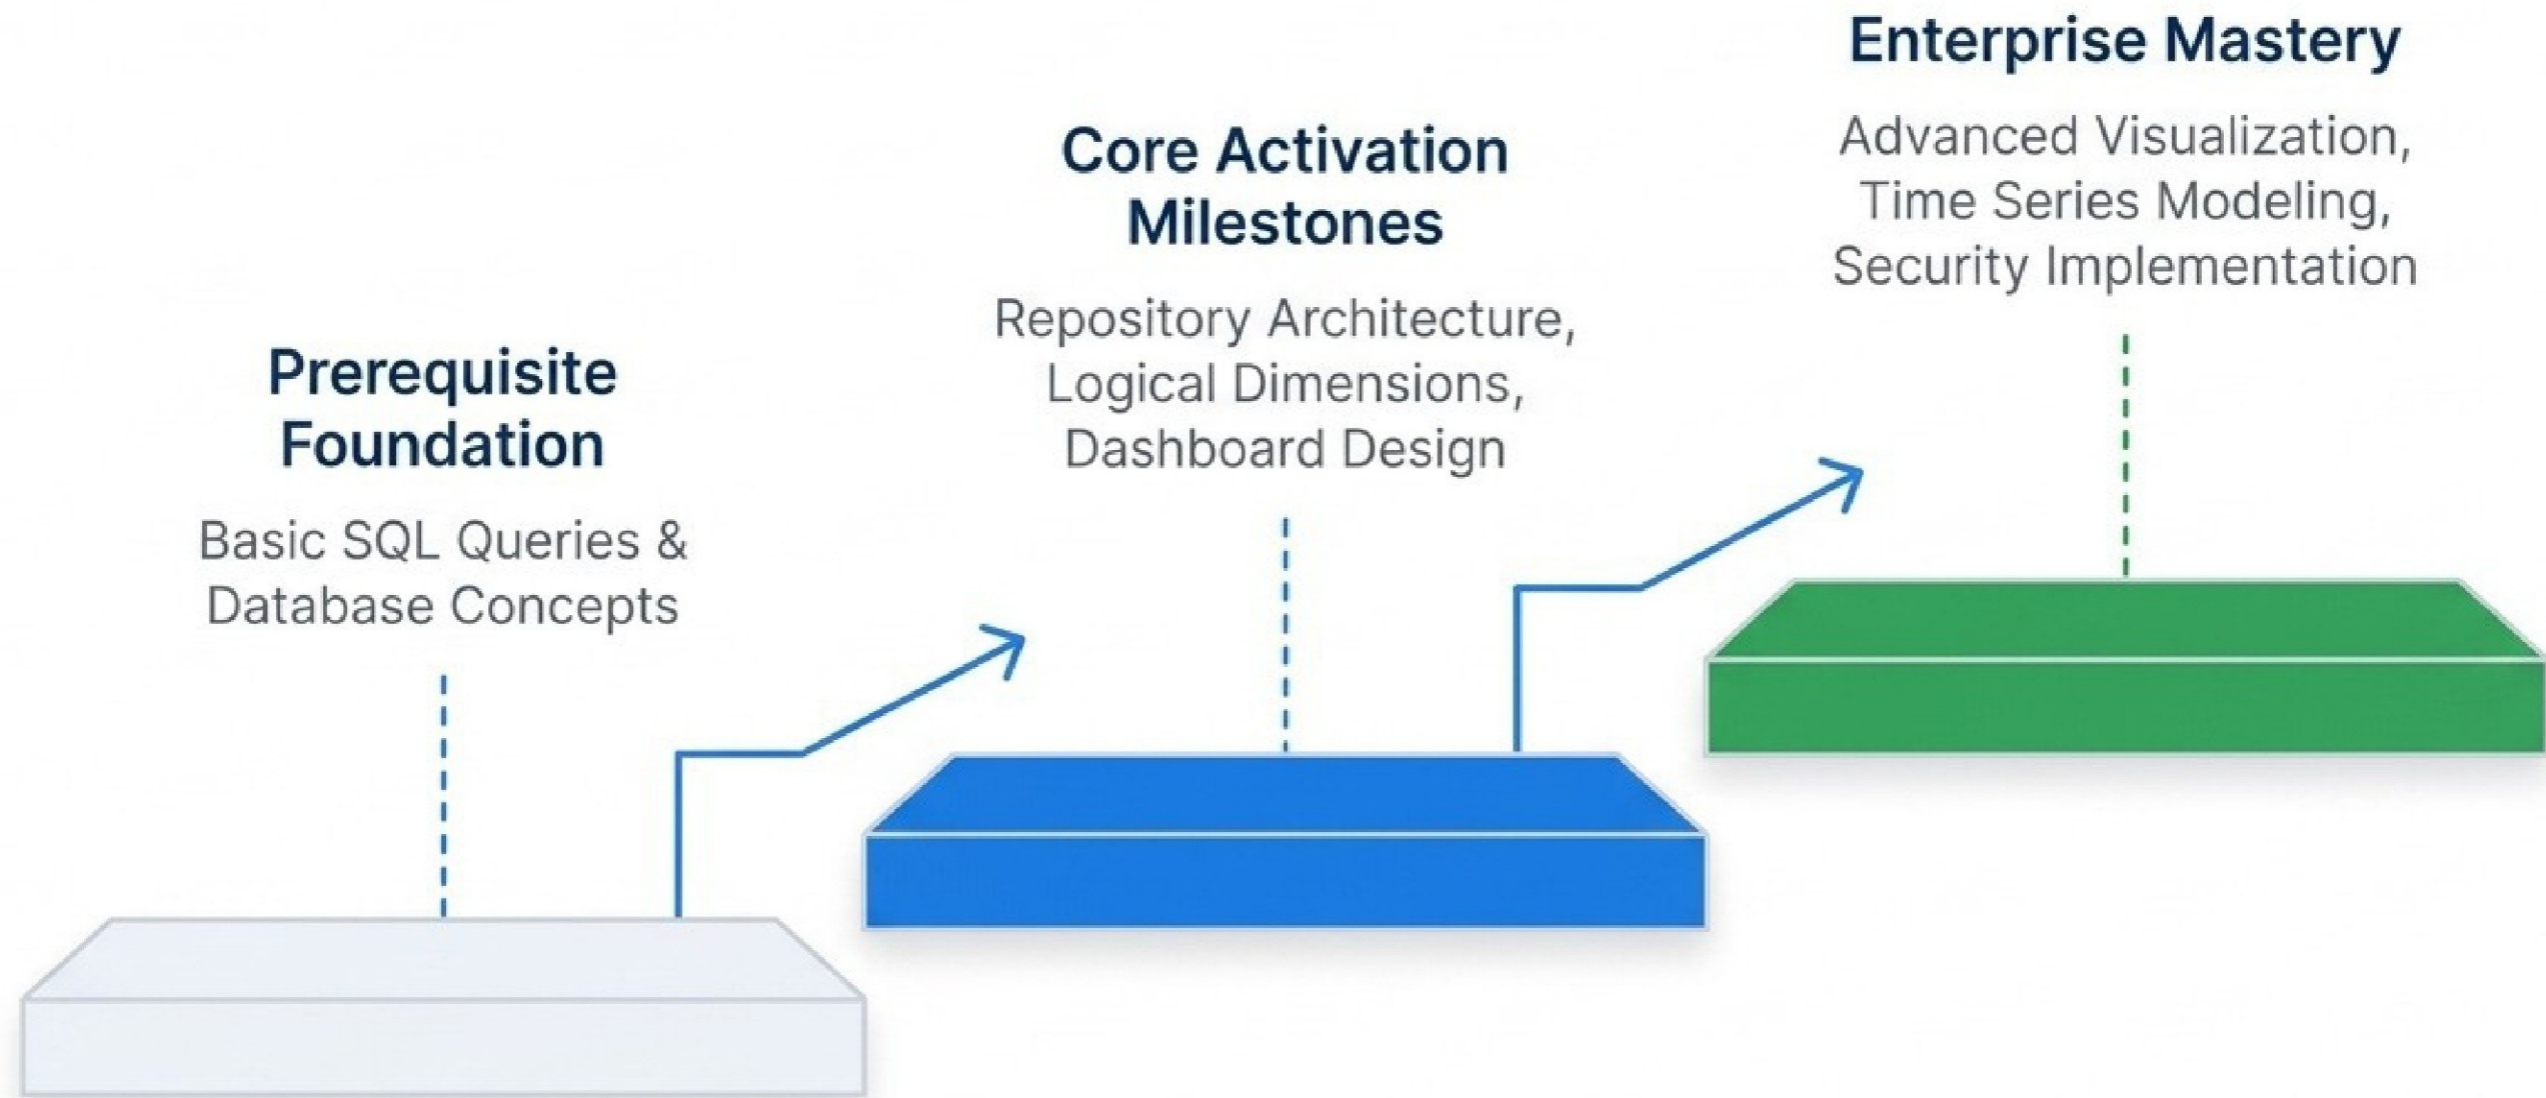 Prerequisite
Foundation
Basic SQL Queries &
Database Concepts
Core Activation
Milestones
Repository Architecture,
Logical Dimensions,
Dashboard Design
Enterprise Mastery
Advanced Visualization,
Time Series Modeling,
Security Implementation